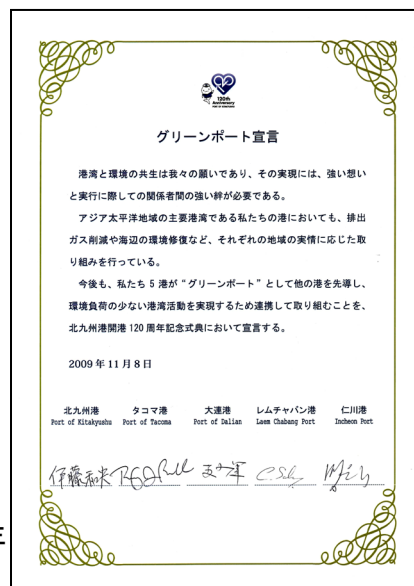 120th
Anniversary
PORT OF KITAKYUSHU
グリーンポート宣言
港湾と環境の共生は我々の願いであり、その実現には、強い想い
と実行に際しての関係者間の強い絆が必要である。
アジア太平洋地域の主要港湾である私たちの港においても、排出
ガス削減や海辺の環境修復など、それぞれの地域の実情に応じた取
り組みを行っている。
今後も、私たち 5 港が“グリーンポート”として他の港を先導し、
環境負荷の少ない港湾活動を実現するため連携して取り組むことを、
北九州港開港 120 周年記念式典において宣言する。
2009 年 11 月 8 日
北九州港 タコマ港 大連港 レムチャバン港 仁川港
Port of Kitakyushu Port of Tacoma Port of Dalian Laem Chabang Port Incheon Port
伊藤